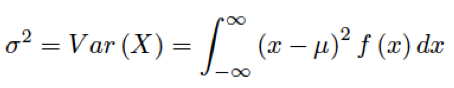 σ² = Var (X) = ∫_{-∞}^{∞} (x − μ)² f (x) dx